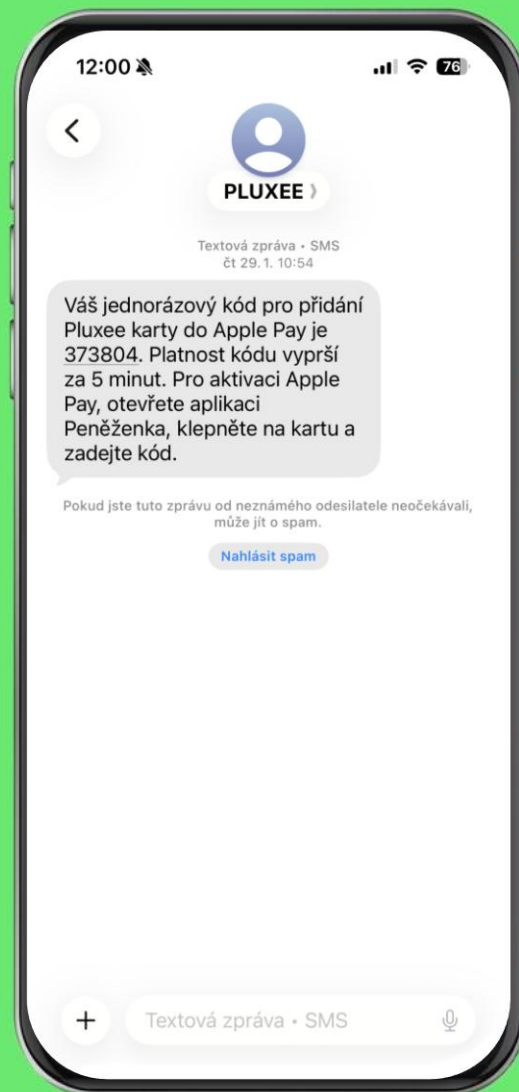 12:00
76
PLUXEE
Textová zpráva • SMS
čt 29. 1. 10:54
Váš jednorázový kód pro přidání
Pluxee karty do Apple Pay je
373804. Platnost kódu vyprší
za 5 minut. Pro aktivaci Apple
Pay, otevřete aplikaci
Peněženka, klepněte na kartu a
zadejte kód.
Pokud jste tuto zprávu od neznámého odesilatele neočekávali,
může jít o spam.
Nahlásit spam
Textová zpráva • SMS